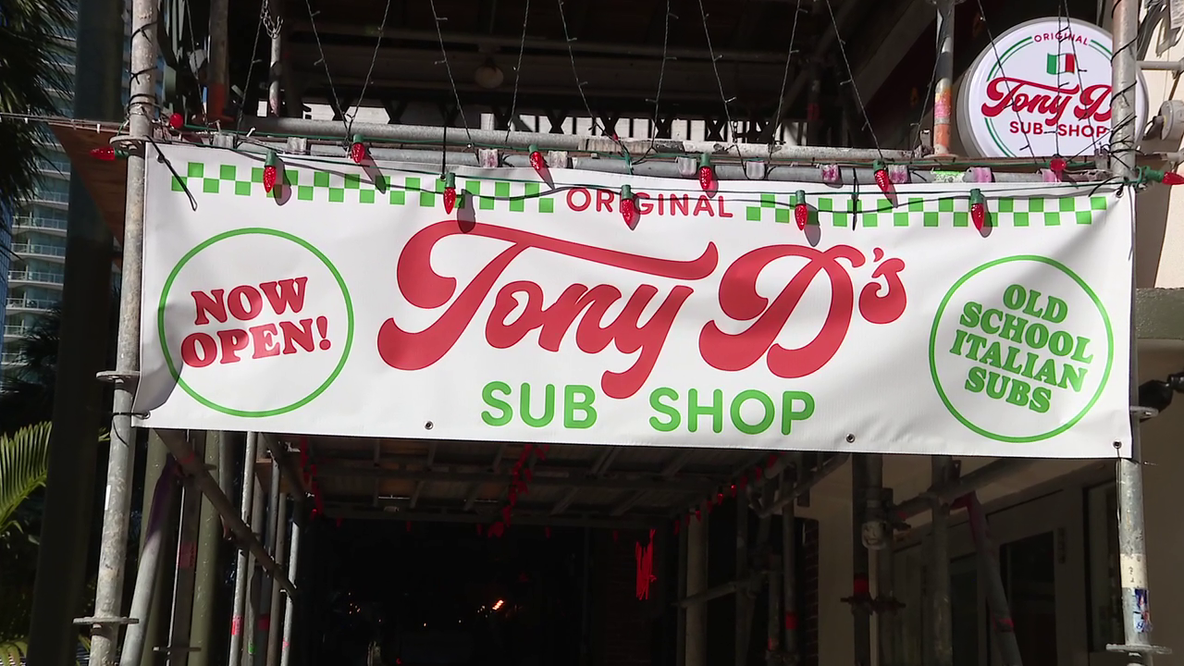 ORIGINAL
Tony D's
SUB SHOP
NOW
OPEN!
OLD
SCHOOL
ITALIAN
SUBS
ORIGINAL
Tony D's
SUB SHOP